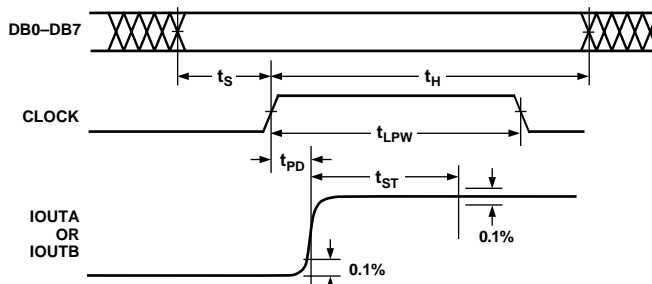 DB0–DB7
tS
tH
CLOCK
tLPW
tPD
tST
IOUTA
OR
IOUTB
0.1%
0.1%